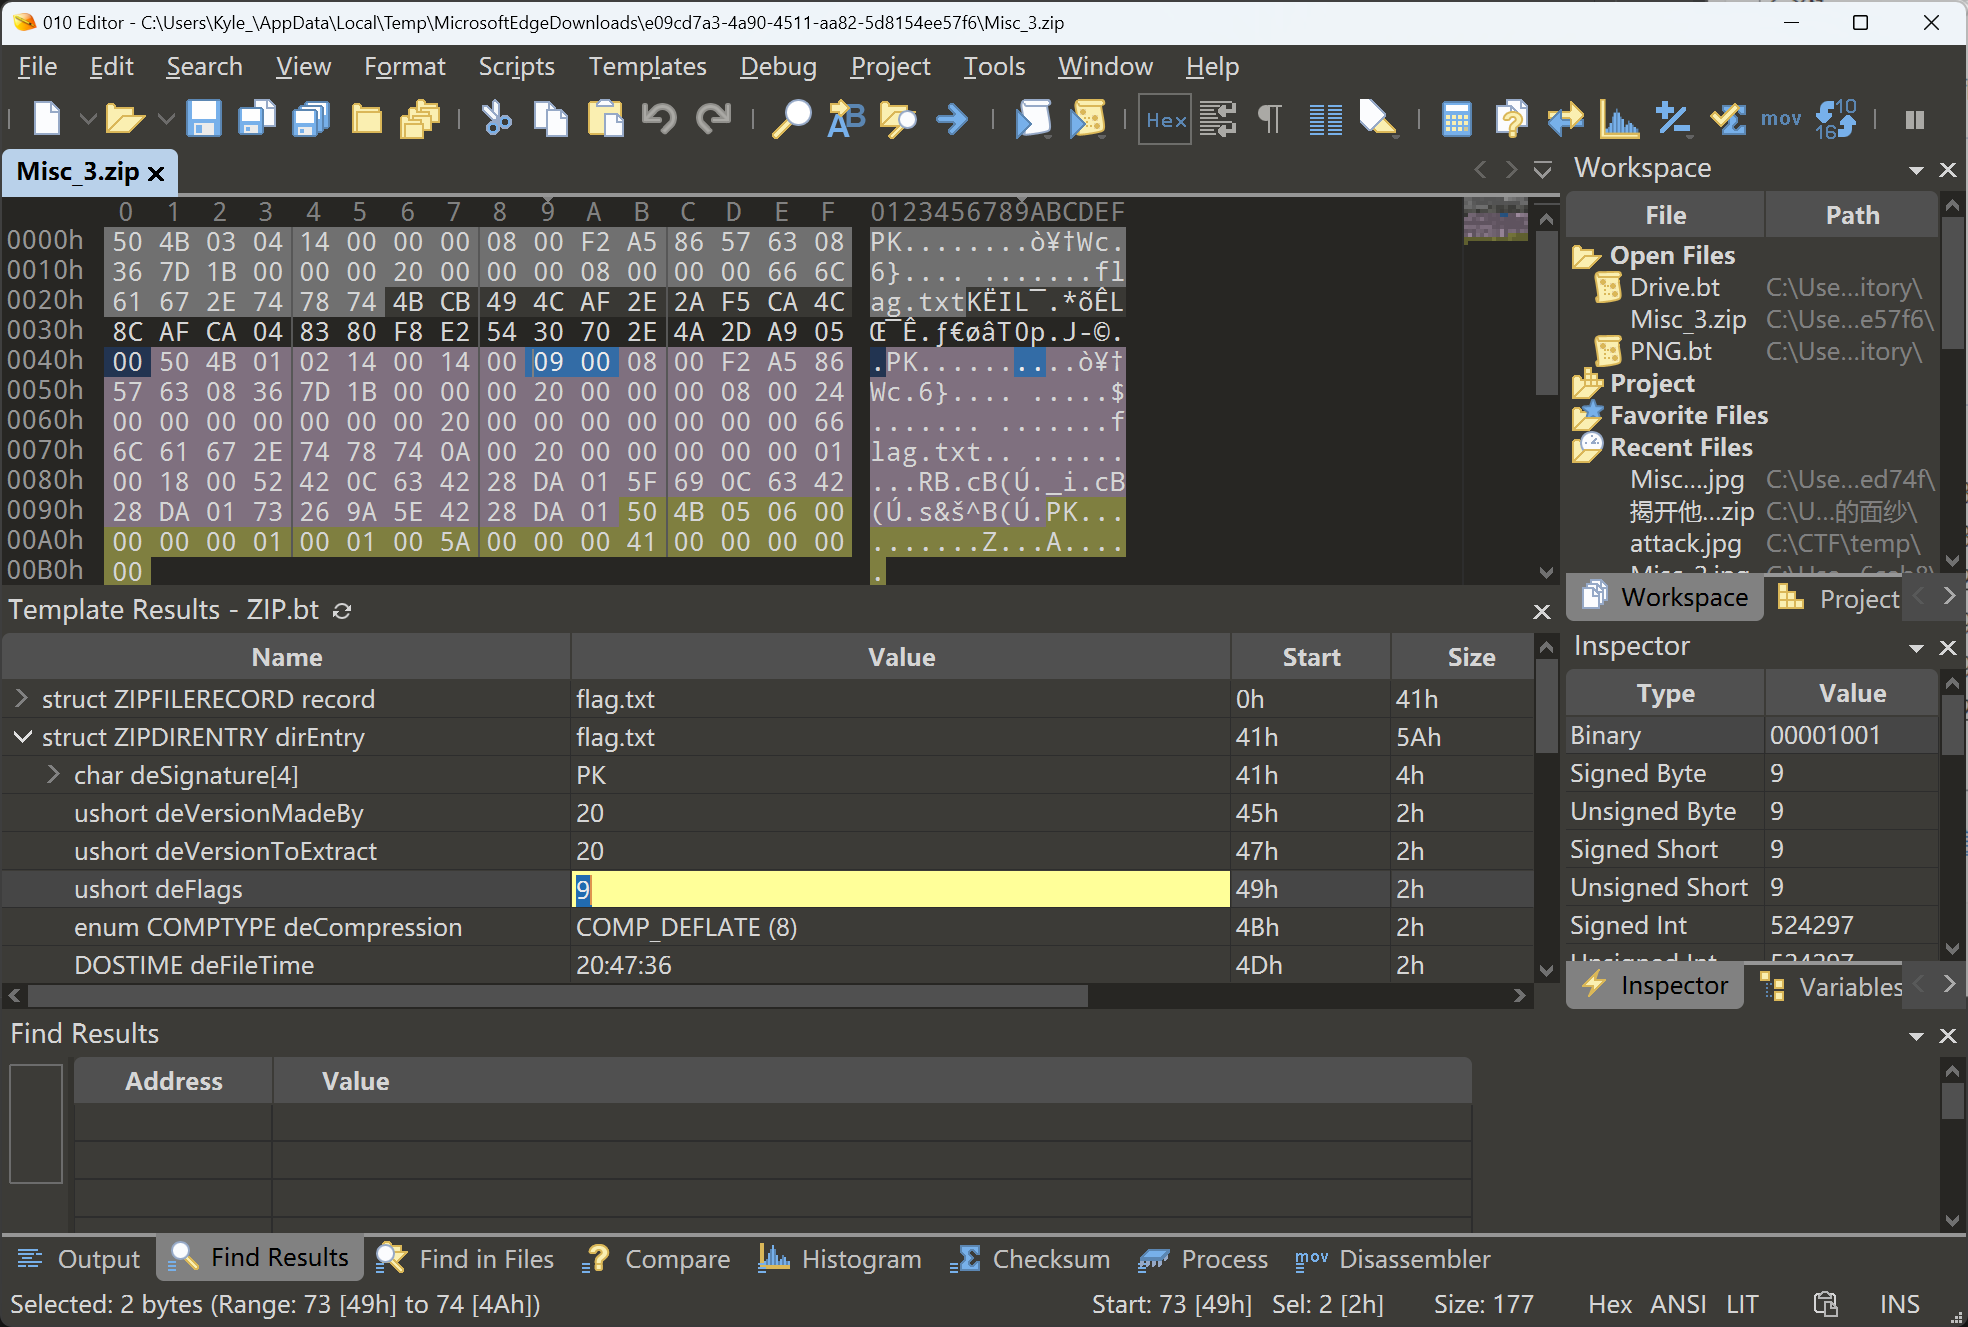 010 Editor - C:\Users\Kyle_\AppData\Local\Temp\MicrosoftEdgeDownloads\e09cd7a3-4a90-4511-aa82-5d8154ee57f6\Misc_3.zip
File Edit Search View Format Scripts Templates Debug Project Tools Window Help
Hex mov 10 16
Misc_3.zip
0 1 2 3 4 5 6 7 8 9 A B C D E F 0123456789ABCDEF
0000h 50 4B 03 04 14 00 00 00 08 00 F2 A5 86 57 63 08 PK........ò¥†Wc.
0010h 36 7D 1B 00 00 00 20 00 00 00 08 00 00 00 66 6C 6}.... .......fl
0020h 61 67 2E 74 78 74 4B CB 49 4C AF 2E 2A F5 CA 4C ag.txtKËIL¯.*õÊL
0030h 8C AF CA 04 83 80 F8 E2 54 30 70 2E 4A 2D A9 05 Œ¯Ê.ƒ€øâT0p.J-©.
0040h 00 50 4B 01 02 14 00 14 00 09 00 08 00 F2 A5 86 .PK..........ò¥†
0050h 57 63 08 36 7D 1B 00 00 00 20 00 00 00 08 00 24 Wc.6}.... .....$
0060h 00 00 00 00 00 00 00 20 00 00 00 00 00 00 00 66 ....... .......f
0070h 6C 61 67 2E 74 78 74 0A 00 20 00 00 00 00 00 01 lag.txt.. ......
0080h 00 18 00 52 42 0C 63 42 28 DA 01 5F 69 0C 63 42 ...RB.cB(Ú._i.cB
0090h 28 DA 01 73 26 9A 5E 42 28 DA 01 50 4B 05 06 00 (Ú.s&š^B(Ú.PK...
00A0h 00 00 00 01 00 01 00 5A 00 00 00 41 00 00 00 00 .......Z...A....
00B0h 00 .
Template Results - ZIP.bt
Name Value Start Size
struct ZIPFILERECORD record flag.txt 0h 41h
struct ZIPDIRENTRY dirEntry flag.txt 41h 5Ah
char deSignature[4] PK 41h 4h
ushort deVersionMadeBy 20 45h 2h
ushort deVersionToExtract 20 47h 2h
ushort deFlags 9 49h 2h
enum COMPTYPE deCompression COMP_DEFLATE (8) 4Bh 2h
DOSTIME deFileTime 20:47:36 4Dh 2h
Find Results
Address Value
Workspace
File Path
Open Files
Drive.bt C:\Use...itory\
Misc_3.zip C:\Use...e57f6\
PNG.bt C:\Use...itory\
Project
Favorite Files
Recent Files
Misc....jpg C:\Use...ed74f\
揭开他...zip C:\U...的面纱\
attack.jpg C:\CTF\temp\
Workspace Project
Inspector
Type Value
Binary 00001001
Signed Byte 9
Unsigned Byte 9
Signed Short 9
Unsigned Short 9
Signed Int 524297
Unsigned Int 524297
Inspector Variables
Output Find Results Find in Files Compare Histogram Checksum Process mov Disassembler
Selected: 2 bytes (Range: 73 [49h] to 74 [4Ah]) Start: 73 [49h] Sel: 2 [2h] Size: 177 Hex ANSI LIT INS